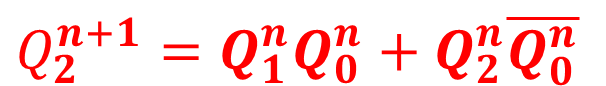 $Q_2^{n+1} = Q_1^n Q_0^n + Q_2^n \overline{Q_0^n}$